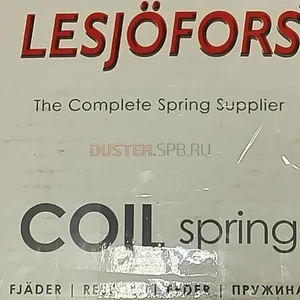 LESJÖFORS
The Complete Spring Supplier
DUSTER.SPB.RU
COIL spring
FJÄDER | | ПРУЖИНА